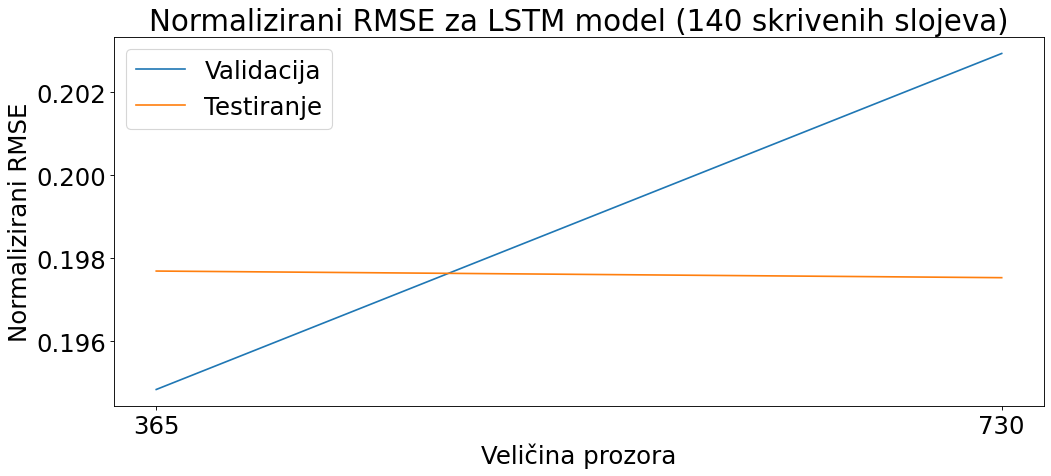 Normalizirani RMSE za LSTM model (140 skrivenih slojeva)
Validacija
Testiranje
Normalizirani RMSE
0.202
0.200
0.198
0.196
365
730
Veličina prozora